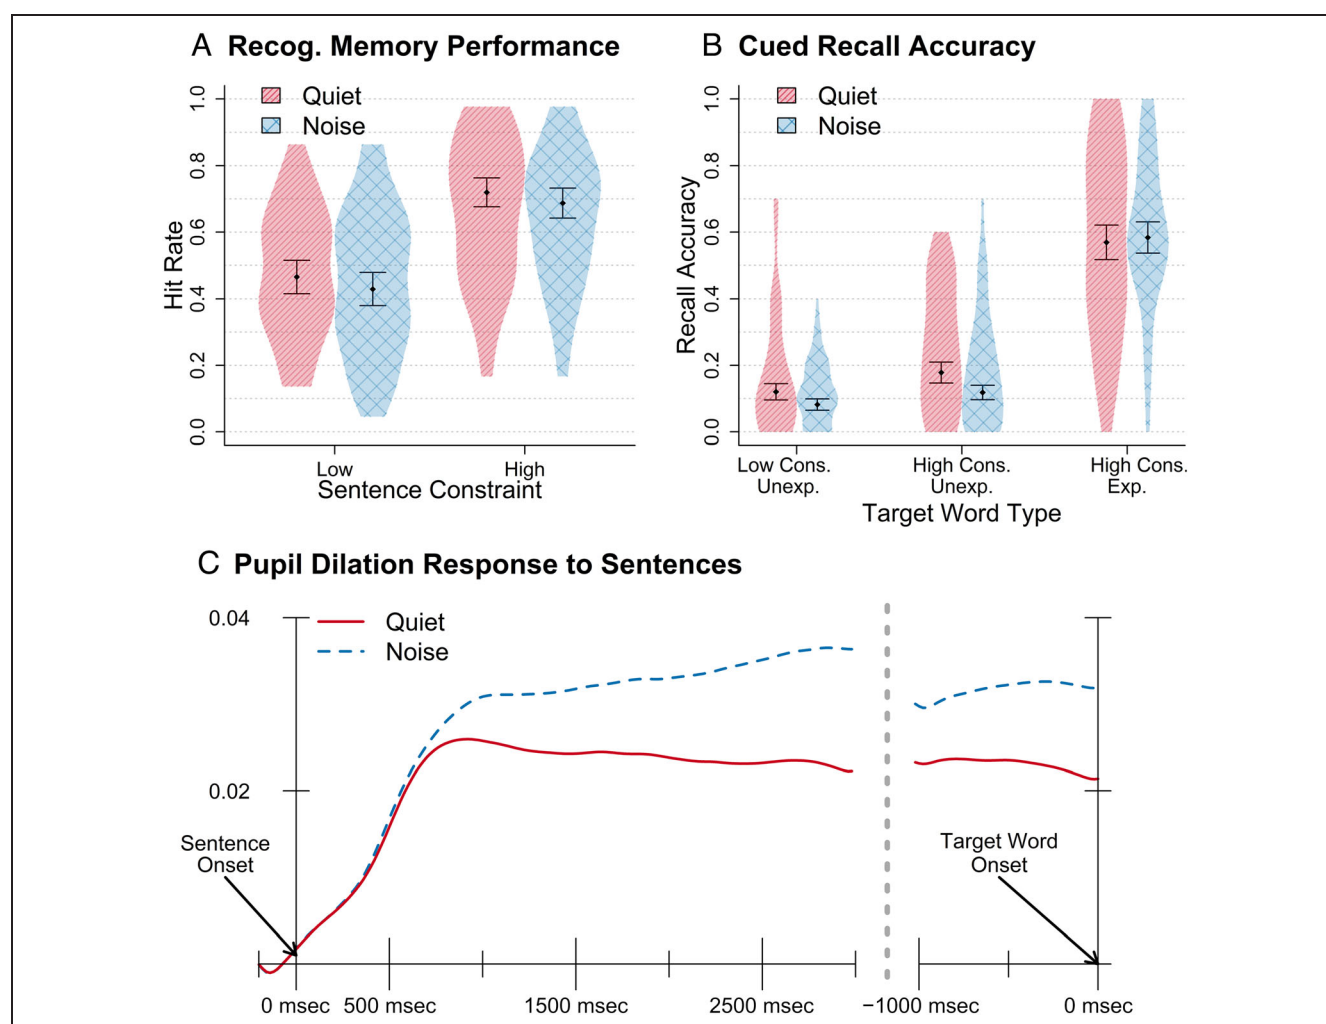 A Recog. Memory Performance
Quiet
Noise
Hit Rate
0.0
0.2
0.4
0.6
0.8
1.0
Low
High
Sentence Constraint
B Cued Recall Accuracy
Quiet
Noise
Recall Accuracy
0.0
0.2
0.4
0.6
0.8
1.0
Low Cons.
Unexp.
High Cons.
Unexp.
High Cons.
Exp.
Target Word Type
C Pupil Dilation Response to Sentences
0.04
Quiet
Noise
0.02
Sentence
Onset
Target Word
Onset
0 msec
500 msec
1500 msec
2500 msec
−1000 msec
0 msec